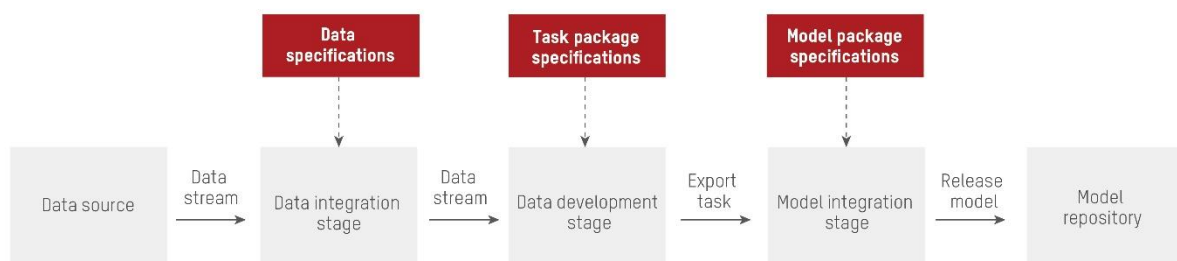 Data
specifications
Task package
specifications
Model package
specifications
Data source
Data
stream
Data integration
stage
Data
stream
Data development
stage
Export
task
Model integration
stage
Release
model
Model
repository